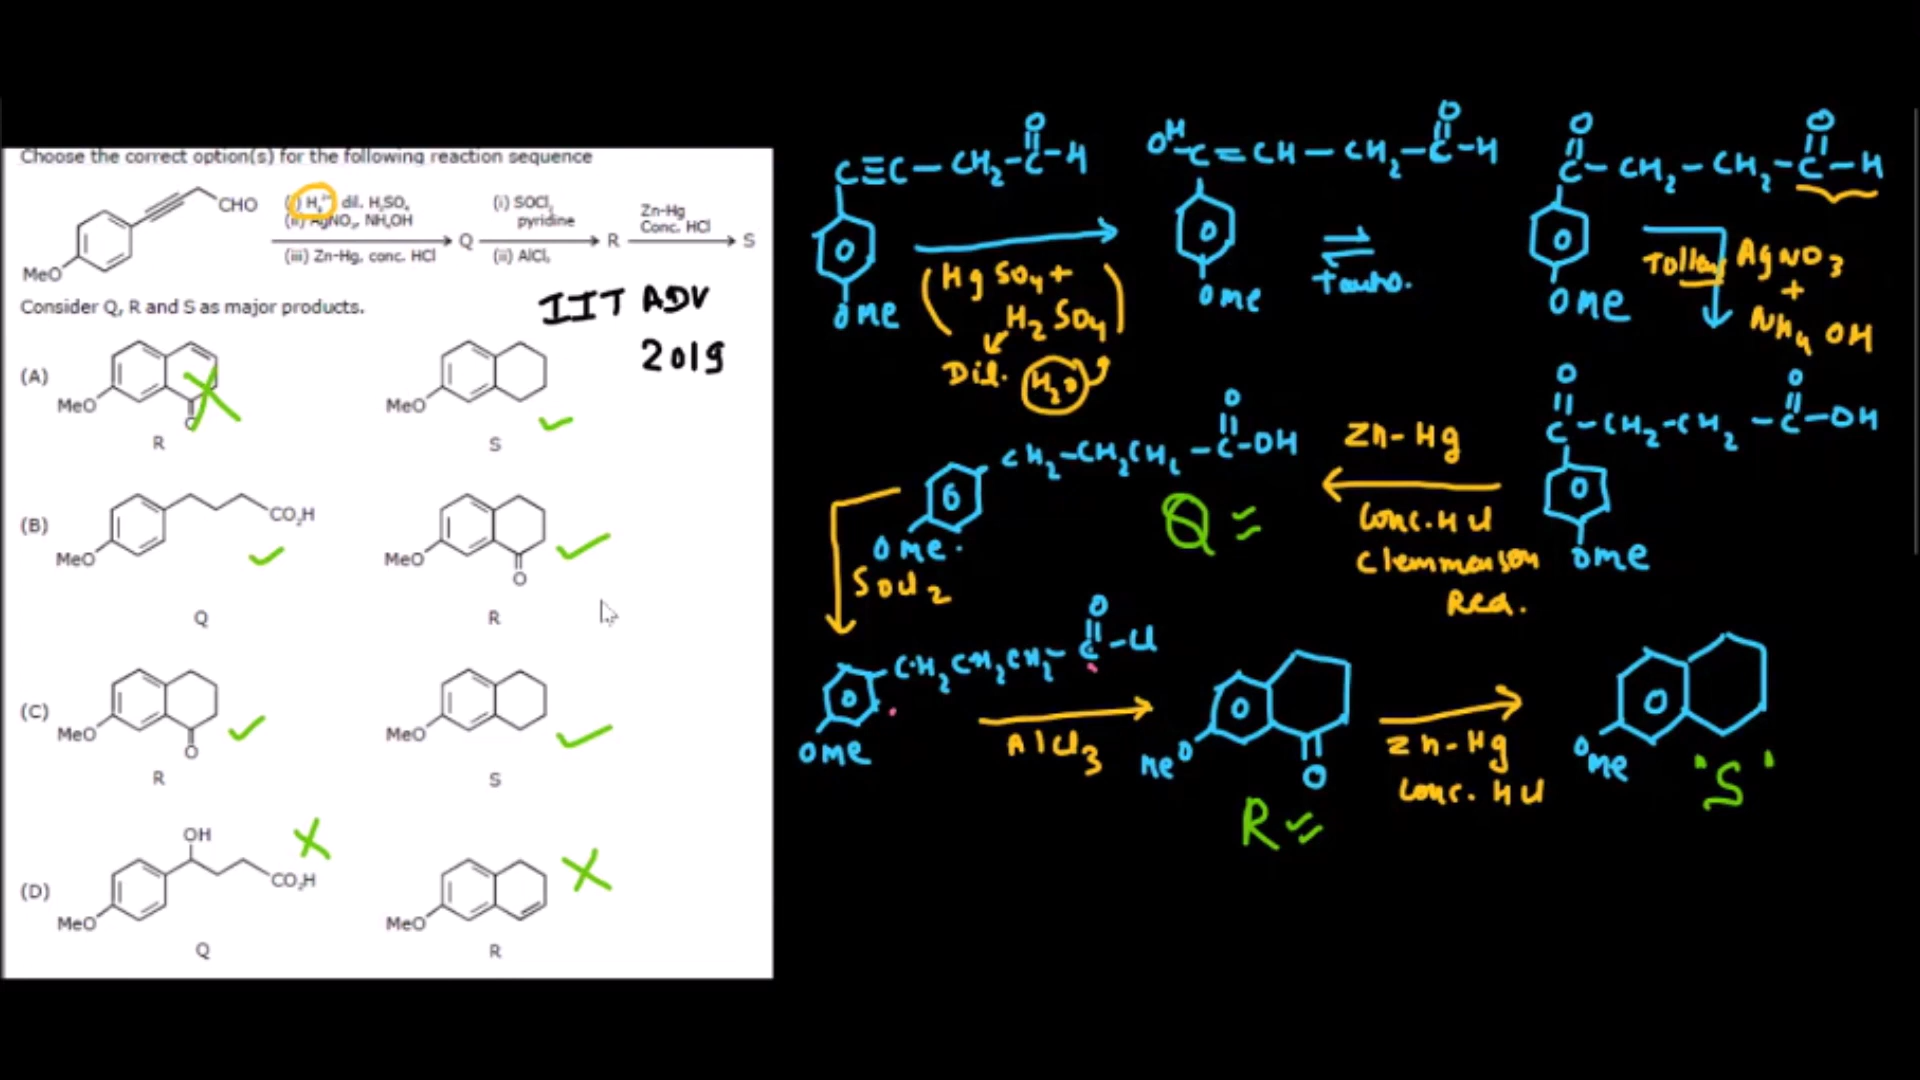 Choose the correct option(s) for the following reaction sequence
CHO
MeO
(i) Hg²⁺, dil. H₂SO₄
(ii) AgNO₃, NH₄OH
(iii) Zn-Hg, conc. HCl
Q
(i) SOCl₂
pyridine
(ii) AlCl₃
R
Zn-Hg
Conc. HCl
S
Consider Q, R and S as major products.
IIT ADV
2019
(A)
MeO
O
R
MeO
S
(B)
MeO
CO₂H
Q
MeO
O
R
(C)
MeO
O
R
MeO
S
(D)
OH
MeO
CO₂H
Q
MeO
R
O
C≡C-CH₂-C-H
OMe
(HgSO₄+
H₂SO₄)
Dil. H₂O
OH
C=CH-CH₂-C-H
O
OMe
Tauto.
O
C-CH₂-CH₂-C-H
O
OMe
Tollen
AgNO₃
+
NH₄OH
O
C-CH₂-CH₂-C-OH
O
OMe
Zn-Hg
Conc. HCl
Clemmenson
Red.
O
CH₂-CH₂CH₂-C-OH
OMe.
Q
SOCl₂
O
CH₂CH₂CH₂-C-Cl
OMe
AlCl₃
MeO
O
R
Zn-Hg
Conc. HCl
OMe
'S'